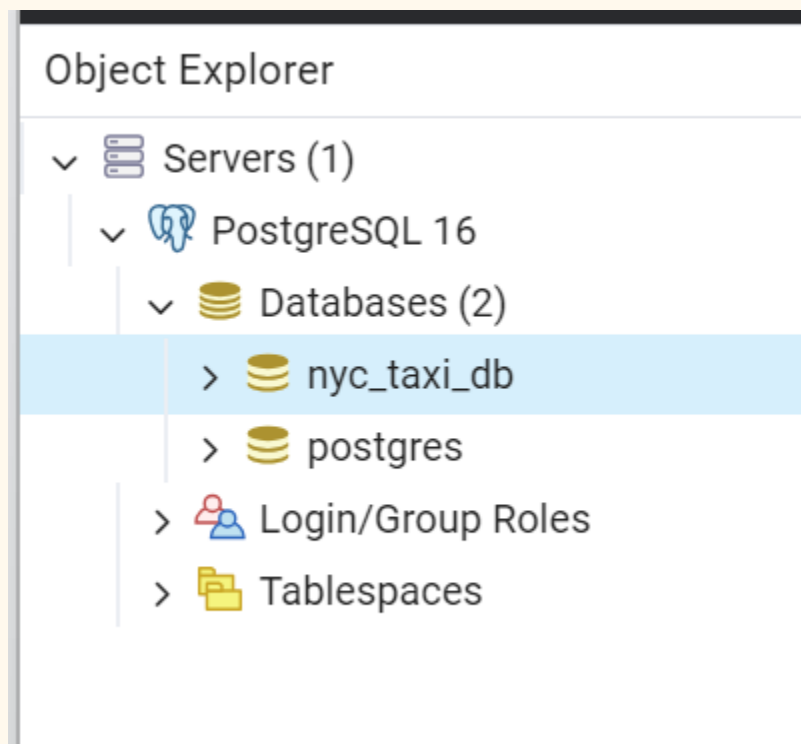 Object Explorer
Servers (1)
PostgreSQL 16
Databases (2)
nyc_taxi_db
postgres
Login/Group Roles
Tablespaces